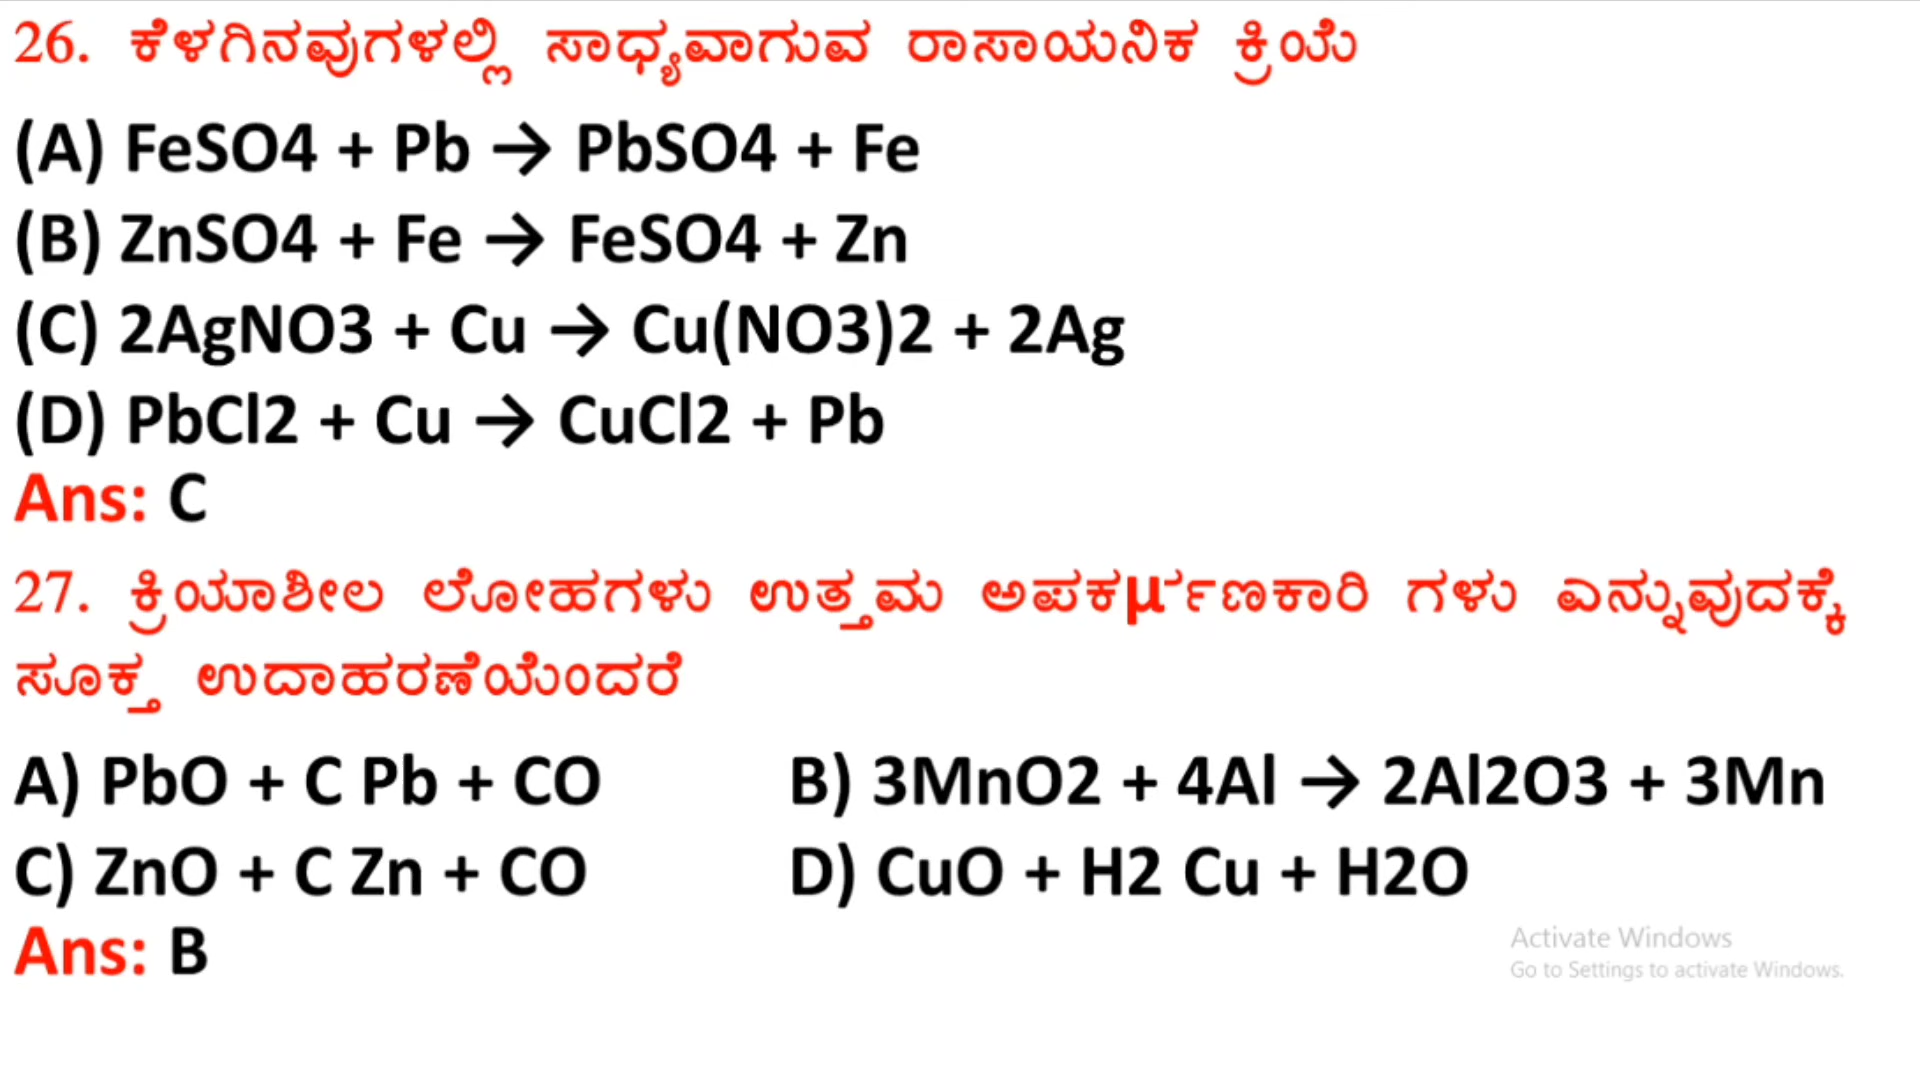 26. ಕೆಳಗಿನವುಗಳಲ್ಲಿ ಸಾಧ್ಯವಾಗುವ ರಾಸಾಯನಿಕ ಕ್ರಿಯೆ
(A) FeSO4 + Pb → PbSO4 + Fe
(B) ZnSO4 + Fe → FeSO4 + Zn
(C) 2AgNO3 + Cu → Cu(NO3)2 + 2Ag
(D) PbCl2 + Cu → CuCl2 + Pb
Ans: C
27. ಕ್ರಿಯಾಶೀಲ ಲೋಹಗಳು ಉತ್ತಮ ಅಪಕμರ್ಣಕಾರಿ ಗಳು ಎನ್ನುವುದಕ್ಕೆ
ಸೂಕ್ತ ಉದಾಹರಣೆಯೆಂದರೆ
A) PbO + C Pb + CO B) 3MnO2 + 4Al → 2Al2O3 + 3Mn
C) ZnO + C Zn + CO D) CuO + H2 Cu + H2O
Ans: B
Activate Windows
Go to Settings to activate Windows.